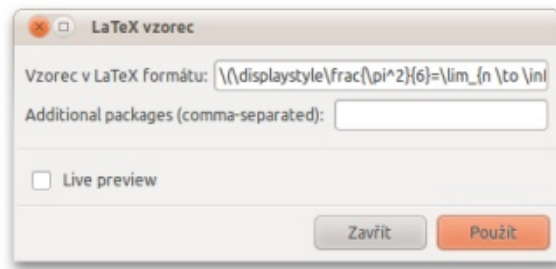 LaTeX vzorec
Vzorec v LaTeX formátu: \(\displaystyle\frac{\pi^2}{6}=\lim_{n \to \in
Additional packages (comma-separated):
Live preview
Zavřít Použít